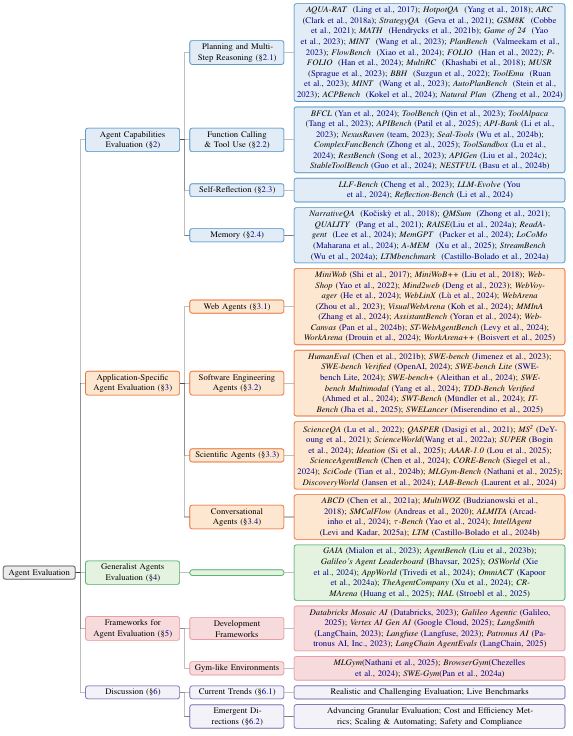 AQUA-RAT (Ling et al., 2017); HotpotQA (Yang et al., 2018); ARC
(Clark et al., 2018a); StrategyQA (Geva et al., 2021); GSM8K (Cobbe
et al., 2021); MATH (Hendrycks et al., 2021b); Game of 24 (Yao
et al., 2023); MINT (Wang et al., 2023); PlanBench (Valmeekam et al., 2023);
FlowBench (Xiao et al., 2024); FOLIO (Han et al., 2022); P-
FOLIO (Han et al., 2024); MultiRC (Khashabi et al., 2018); MUSR
(Sprague et al., 2023); BBH (Suzgun et al., 2022); ToolEmu (Ruan
et al., 2023); MINT (Wang et al., 2023); AutoPlanBench (Stein et al.,
2023); ACPBench (Kokel et al., 2024); Natural Plan (Zheng et al., 2024)
Planning and Multi-
Step Reasoning (§2.1)
BFCL (Yan et al., 2024); ToolBench (Qin et al., 2023); ToolAlpaca
(Tang et al., 2023); APIBench (Patil et al., 2025); API-Bank (Li et al.,
2023); NexusRaven (team, 2023); Seal-Tools (Wu et al., 2024b);
ComplexFuncBench (Zhong et al., 2025); ToolSandbox (Lu et al.,
2024); RestBench (Song et al., 2023); APIGen (Liu et al., 2024c);
StableToolBench (Guo et al., 2024); NESTFUL (Basu et al., 2024b)
Agent Capabilities
Evaluation (§2)
Function Calling
& Tool Use (§2.2)
Self-Reflection (§2.3)
LLF-Bench (Cheng et al., 2023); LLM-Evolve (You
et al., 2024); Reflection-Bench (Li et al., 2024)
Memory (§2.4)
NarrativeQA (Kočiský et al., 2018); QMSum (Zhong et al., 2021);
QUALITY (Pang et al., 2021); RAISE(Liu et al., 2024a); ReadA-
gent (Lee et al., 2024); MemGPT (Packer et al., 2024); LoCoMo
(Maharana et al., 2024); A-MEM (Xu et al., 2025); StreamBench
(Wu et al., 2024a); LTMbenchmark (Castillo-Bolado et al., 2024a)
Web Agents (§3.1)
MiniWob (Shi et al., 2017); MiniWoB++ (Liu et al., 2018); Web-
Shop (Yao et al., 2022); Mind2web (Deng et al., 2023); WebVoy-
ager (He et al., 2024); WebLinX (Lù et al., 2024); WebArena
(Zhou et al., 2023); VisualWebArena (Koh et al., 2024); MMInA
(Zhang et al., 2024); AssistantBench (Yoran et al., 2024); Web-
Canvas (Pan et al., 2024b); ST-WebAgentBench (Levy et al., 2024);
WorkArena (Drouin et al., 2024); WorkArena++ (Boisvert et al., 2025)
Application-Specific
Agent Evaluation (§3)
Software Engineering
Agents (§3.2)
HumanEval (Chen et al., 2021b); SWE-bench (Jimenez et al., 2023);
SWE-bench Verified (OpenAI, 2024); SWE-bench Lite (SWE-
bench Lite, 2024); SWE-bench+ (Aleithan et al., 2024); SWE-
bench Multimodal (Yang et al., 2024); TDD-Bench Verified
(Ahmed et al., 2024); SWT-Bench (Mündler et al., 2024); IT-
Bench (Jha et al., 2025); SWELancer (Miserendino et al., 2025)
Scientific Agents (§3.3)
ScienceQA (Lu et al., 2022); QASPER (Dasigi et al., 2021); MS² (DeY-
oung et al., 2021); ScienceWorld(Wang et al., 2022a); SUPER (Bogin
et al., 2024); Ideation (Si et al., 2025); AAAR-1.0 (Lou et al., 2025);
ScienceAgentBench (Chen et al., 2024); CORE-Bench (Siegel et al.,
2024); SciCode (Tian et al., 2024b); MLGym-Bench (Nathani et al., 2025);
DiscoveryWorld (Jansen et al., 2024); LAB-Bench (Laurent et al., 2024)
Conversational
Agents (§3.4)
ABCD (Chen et al., 2021a); MultiWOZ (Budzianowski et al.,
2018); SMCalFlow (Andreas et al., 2020); ALMITA (Arcad-
inho et al., 2024); τ-Bench (Yao et al., 2024); IntellAgent
(Levi and Kadar, 2025a); LTM (Castillo-Bolado et al., 2024b)
Agent Evaluation
Generalist Agents
Evaluation (§4)
GAIA (Mialon et al., 2023); AgentBench (Liu et al., 2023b);
Galileo's Agent Leaderboard (Bhavsar, 2025); OSWorld (Xie
et al., 2024); AppWorld (Trivedi et al., 2024); OmniACT (Kapoor
et al., 2024a); TheAgentCompany (Xu et al., 2024); CR-
MArena (Huang et al., 2025); HAL (Stroebl et al., 2025)
Frameworks for
Agent Evaluation (§5)
Development
Frameworks
Databricks Mosaic AI (Databricks, 2023); Galileo Agentic (Galileo,
2025); Vertex AI Gen AI (Google Cloud, 2025); LangSmith
(LangChain, 2023); Langfuse (Langfuse, 2023); Patronus AI (Pa-
tronus AI, Inc., 2023); LangChain AgentEvals (LangChain, 2025)
Gym-like Environments
MLGym(Nathani et al., 2025); BrowserGym(Chezelles
et al., 2024); SWE-Gym(Pan et al., 2024a)
Discussion (§6)
Current Trends (§6.1)
Realistic and Challenging Evaluation; Live Benchmarks
Emergent Di-
rections (§6.2)
Advancing Granular Evaluation; Cost and Efficiency Met-
rics; Scaling & Automating; Safety and Compliance